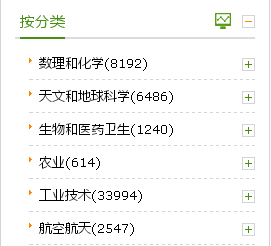 按分类
数理和化学(8192)
天文和地球科学(6486)
生物和医药卫生(1240)
农业(614)
工业技术(33994)
航空航天(2547)